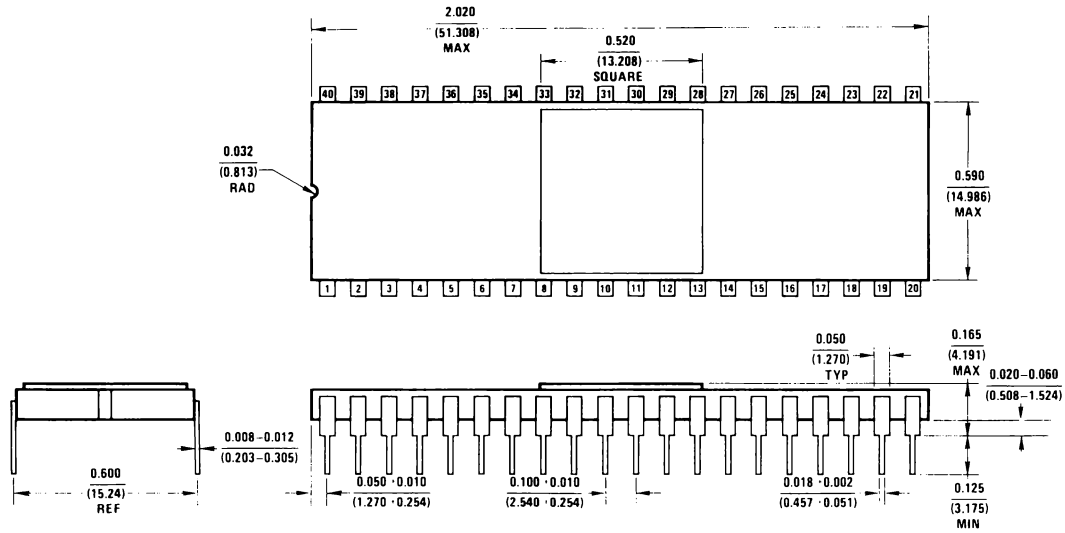 2.020
(51.308)
MAX
0.520
(13.208)
SQUARE
40 39 38 37 36 35 34 33 32 31 30 29 28 27 26 25 24 23 22 21
0.032
(0.813)
RAD
0.590
(14.986)
MAX
1 2 3 4 5 6 7 8 9 10 11 12 13 14 15 16 17 18 19 20
0.050
(1.270)
TYP
0.165
(4.191)
MAX
0.020–0.060
(0.508–1.524)
0.008–0.012
(0.203–0.305)
0.600
(15.24)
REF
0.050 · 0.010
(1.270 · 0.254)
0.100 · 0.010
(2.540 · 0.254)
0.018 · 0.002
(0.457 · 0.051)
0.125
(3.175)
MIN